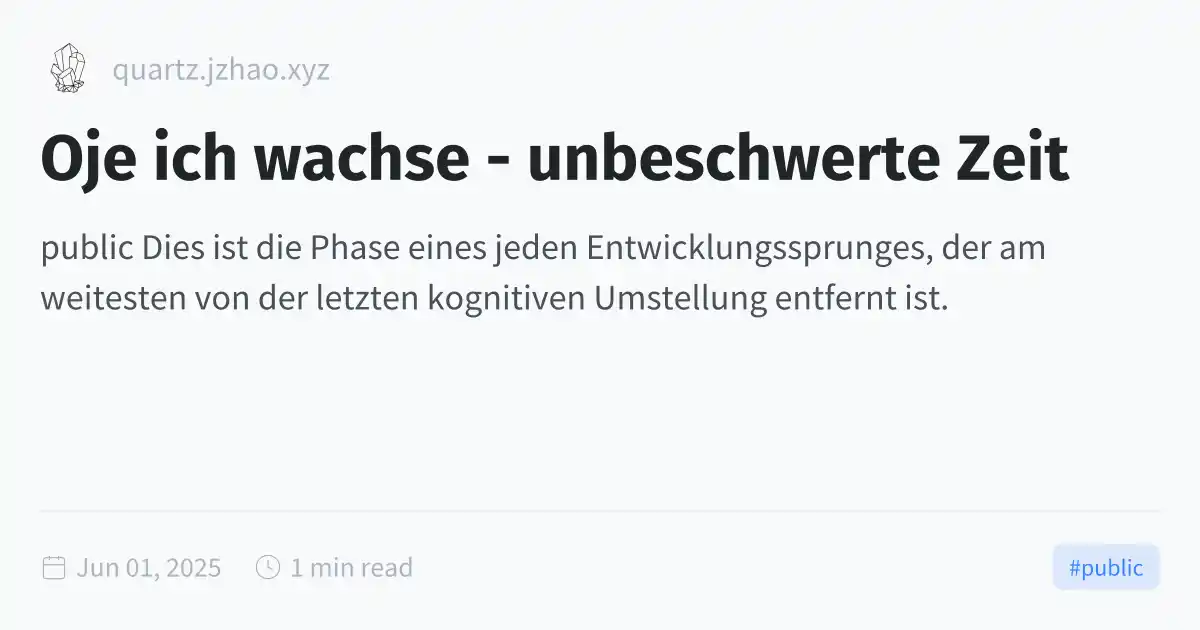 quartz.jzhao.xyz
Oje ich wachse - unbeschwerte Zeit
public Dies ist die Phase eines jeden Entwicklungssprunges, der am
weitesten von der letzten kognitiven Umstellung entfernt ist.
Jun 01, 2025 1 min read #public